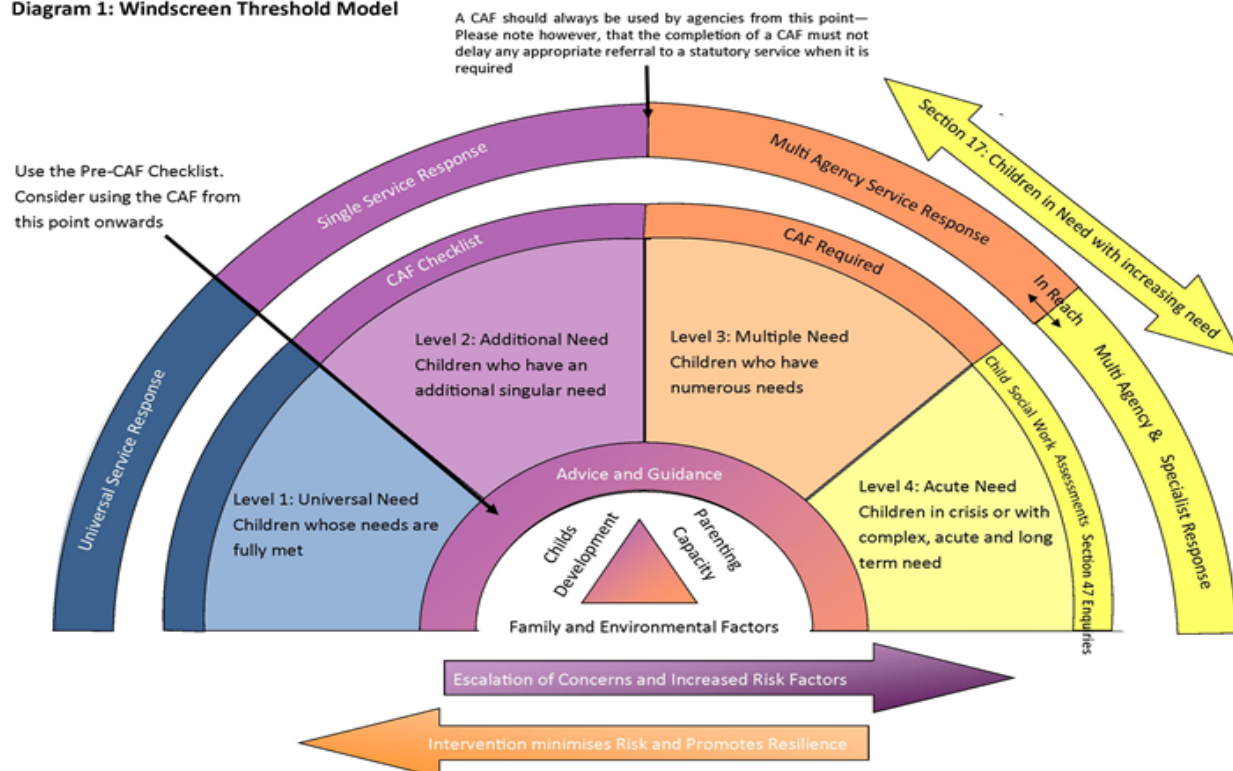 Diagram 1: Windscreen Threshold Model
A CAF should always be used by agencies from this point—
Please note however, that the completion of a CAF must not
delay any appropriate referral to a statutory service when it is
required
Use the Pre-CAF Checklist.
Consider using the CAF from
this point onwards
Universal Service Response
Single Service Response
Multi Agency Service Response
In Reach
Multi Agency & Specialist Response
Section 17: Children in Need with increasing need
CAF Checklist
CAF Required
Child Social Work Assessments Section 47 Enquiries
Level 1: Universal Need
Children whose needs are
fully met
Level 2: Additional Need
Children who have an
additional singular need
Level 3: Multiple Need
Children who have
numerous needs
Level 4: Acute Need
Children in crisis or with
complex, acute and long
term need
Advice and Guidance
Childs
Development
Parenting
Capacity
Family and Environmental Factors
Escalation of Concerns and Increased Risk Factors
Intervention minimises Risk and Promotes Resilience